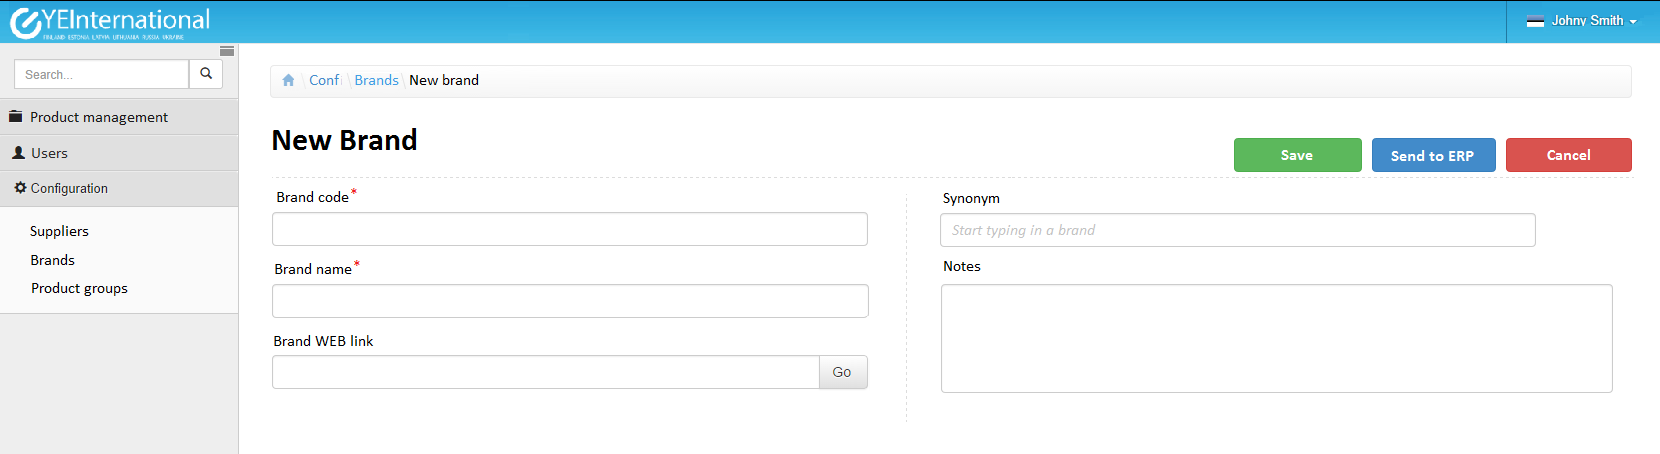 YEInternational
FINLAND ESTONIA LATVIA LITHUANIA RUSSIA UKRAINE
Johny Smith
Search...
Conf
Brands
New brand
Product management
Users
Configuration
Suppliers
Brands
Product groups
New Brand
Save
Send to ERP
Cancel
Brand code*
Brand name*
Brand WEB link
Go
Synonym
Start typing in a brand
Notes